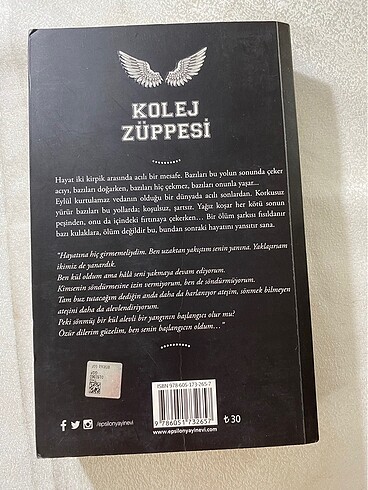 KOLEJ
ZÜPPESİ
Hayat iki kirpik arasında acılı bir mesafe. Bazıları bu yolun sonunda çeker
acıyı, bazıları doğarken, bazıları hiç çekmez, bazıları onunla yaşar...
Eylül kurtulamaz vedanın olduğu bir dünyada acılı sonlardan. Korkusuz
yürür bazıları bu yollarda; koşulsuz, şartsız. Yağız koşar her kötü sonun
peşinden, onu da içindeki fırtınaya çekerken... Bir ölüm şarkısı fısıldanır
bazı kulaklara, ölüm değildir bu, bundan sonraki hayatını yansıtır sana.
"Hayatına hiç girmemeliydim. Ben uzaktan yakıştım senin yanına. Yaklaşırsam
ikimiz de yanardık.
Ben kül oldum ama hâlâ seni yakmaya devam ediyorum.
Kimsenin söndürmesine izin vermiyorum, ben de söndürmüyorum.
Tam buz tutacağım dediğin anda daha da harlanıyor ateşim, sönmek bilmeyen
ateşini daha da alevlendiriyorum.
Peki sönmüş bir kül alevli bir yangının başlangıcı olur mu?
Özür dilerim güzelim, ben senin başlangıcın oldum..."
ISBN 978-605-173-265-7
9 786051 732657
₺ 30
/epsilonyayinevi
www.epsilonyayinevi.com